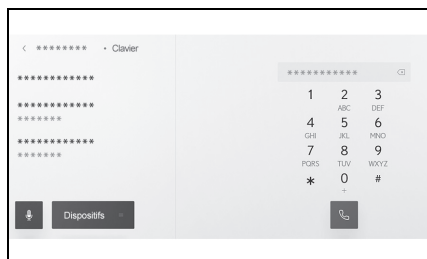 < ******** • Clavier
************
************
*******
************
*******
Dispositifs
***********
1 2 3
ABC DEF
4 5 6
GHI JKL MNO
7 8 9
PQRS TUV WXYZ
* 0 #
+